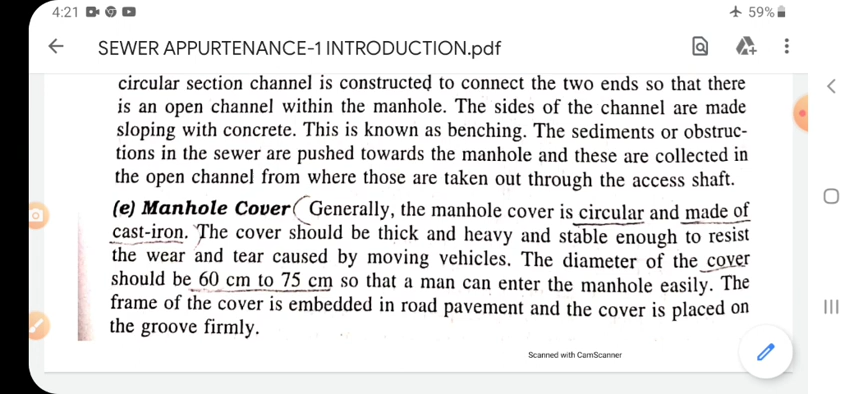 4:21
59%
SEWER APPURTENANCE-1 INTRODUCTION.pdf
circular section channel is constructed to connect the two ends so that there
is an open channel within the manhole. The sides of the channel are made
sloping with concrete. This is known as benching. The sediments or obstruc-
tions in the sewer are pushed towards the manhole and these are collected in
the open channel from where those are taken out through the access shaft.
(e) Manhole Cover Generally, the manhole cover is circular and made of
cast-iron. The cover should be thick and heavy and stable enough to resist
the wear and tear caused by moving vehicles. The diameter of the cover
should be 60 cm to 75 cm so that a man can enter the manhole easily. The
frame of the cover is embedded in road pavement and the cover is placed on
the groove firmly.
Scanned with CamScanner